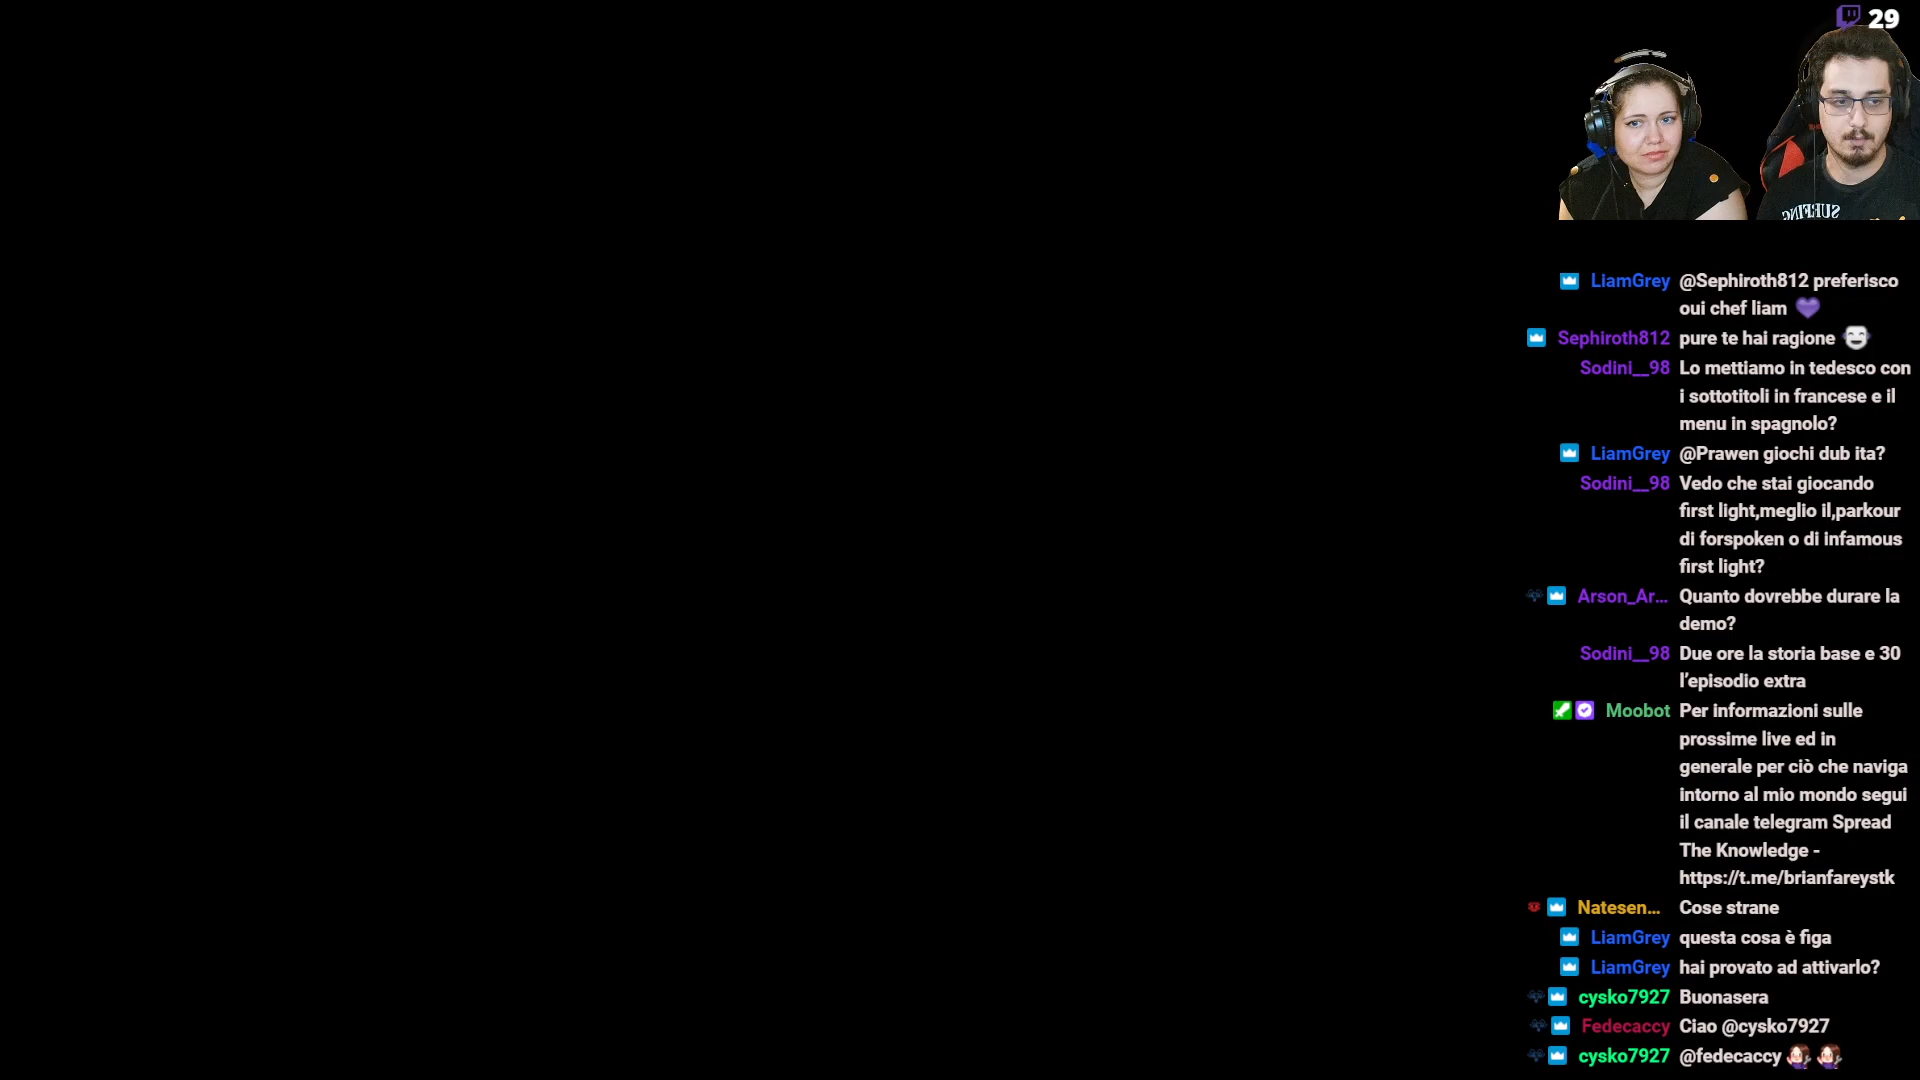 29
SURFING
LiamGrey @Sephiroth812 preferisco
oui chef liam
Sephiroth812 pure te hai ragione
Sodini__98 Lo mettiamo in tedesco con
i sottotitoli in francese e il
menu in spagnolo?
LiamGrey @Prawen giochi dub ita?
Sodini__98 Vedo che stai giocando
first light,meglio il,parkour
di forspoken o di infamous
first light?
Arson_Ar... Quanto dovrebbe durare la
demo?
Sodini__98 Due ore la storia base e 30
l’episodio extra
Moobot Per informazioni sulle
prossime live ed in
generale per ciò che naviga
intorno al mio mondo segui
il canale telegram Spread
The Knowledge -
https://t.me/brianfareystk
Natesen... Cose strane
LiamGrey questa cosa è figa
LiamGrey hai provato ad attivarlo?
cysko7927 Buonasera
Fedecaccy Ciao @cysko7927
cysko7927 @fedecaccy